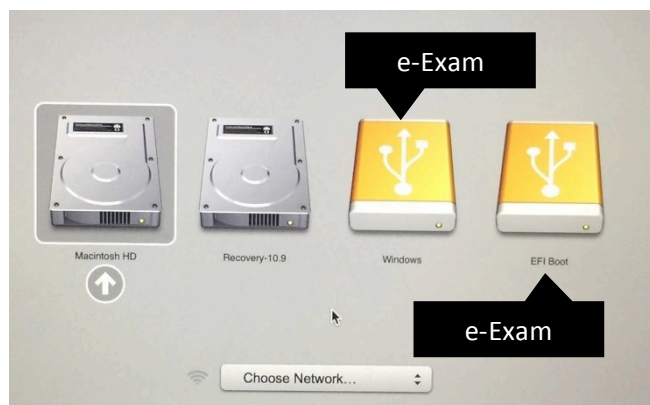 e-Exam
Macintosh HD
Recovery-10.9
Windows
EFI Boot
e-Exam
Choose Network...